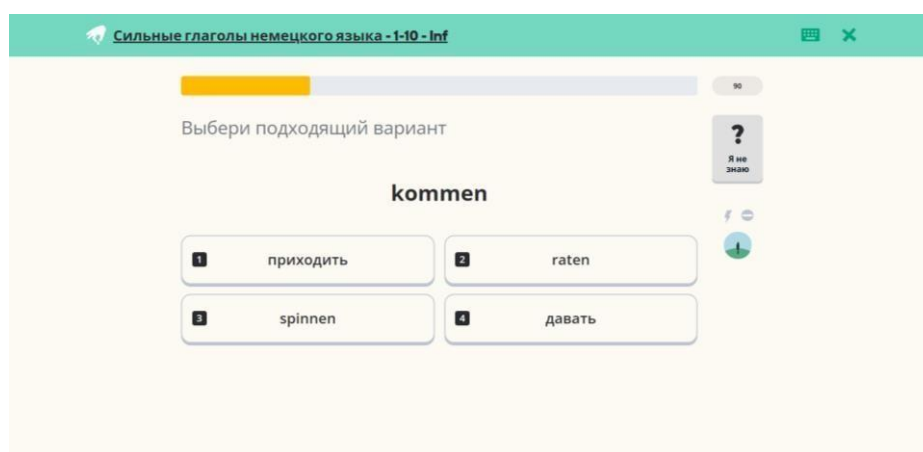 Сильные глаголы немецкого языка - 1-10 - Inf
90
Выбери подходящий вариант
?
Я не
знаю
kommen
1 приходить
2 raten
3 spinnen
4 давать